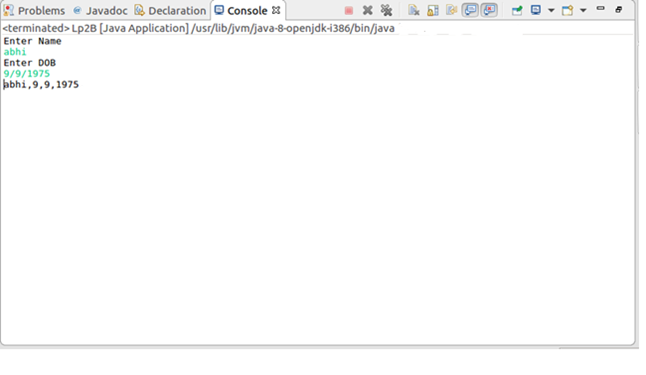 Problems Javadoc Declaration Console
<terminated> Lp2B [Java Application] /usr/lib/jvm/java-8-openjdk-i386/bin/java
Enter Name
abhi
Enter DOB
9/9/1975
abhi,9,9,1975